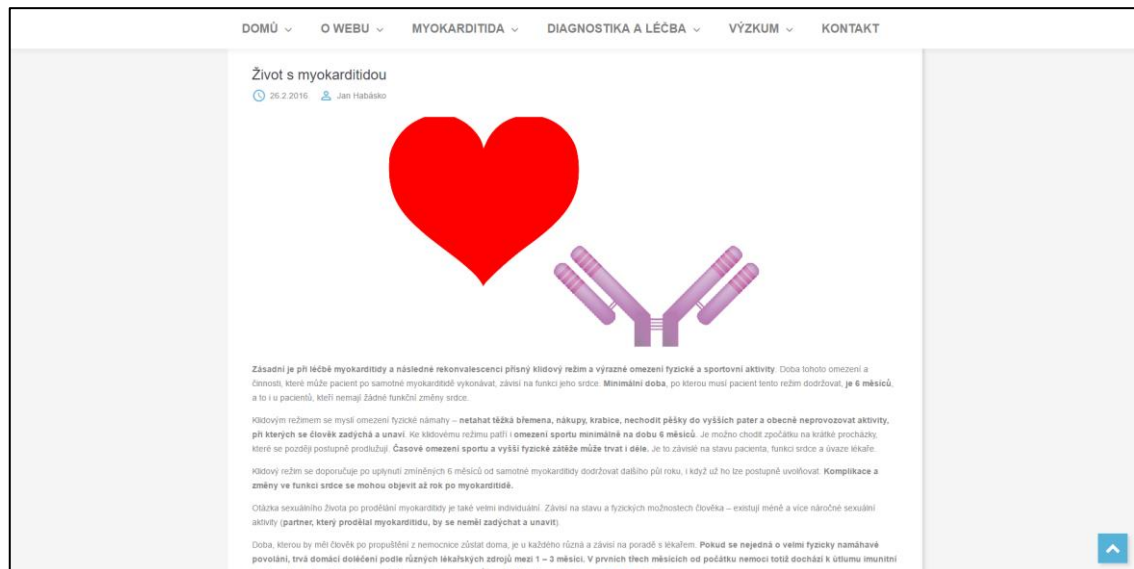 DOMŮ O WEBU MYOKARDITIDA DIAGNOSTIKA A LÉČBA VÝZKUM KONTAKT
Život s myokarditidou
26.2.2016 Jan Habásko
Zásadní je při léčbě myokarditidy a následné rekonvalescenci přísný klidový režim a výrazné omezení fyzické a sportovní aktivity. Doba tohoto omezení a
činnosti, které může pacient po samotné myokarditidě vykonávat, závisí na funkci jeho srdce. Minimální doba, po kterou musí pacient tento režim dodržovat, je 6 měsíců,
a to i u pacientů, kteří nemají žádné funkční změny srdce.
Klidovým režimem se myslí omezení fyzické námahy – netahat těžká břemena, nákupy, krabice, nechodit pěšky do vyšších pater a obecně neprovozovat aktivity,
při kterých se člověk zadýchá a unaví. Ke klidovému režimu patří i omezení sportu minimálně na dobu 6 měsíců. Je možno chodit zpočátku na krátké procházky,
které se později postupně prodlužují. Časové omezení sportu a vyšší fyzické zátěže může trvat i déle. Je to závislé na stavu pacienta, funkci srdce a úvaze lékaře.
Klidový režim se doporučuje po uplynutí zmíněných 6 měsíců od samotné myokarditidy dodržovat dalšího půl roku, i když už ho lze postupně uvolňovat. Komplikace a
změny ve funkci srdce se mohou objevit až rok po myokarditidě.
Otázka sexuálního života po prodělání myokarditidy je také velmi individuální. Závisí na stavu a fyzických možnostech člověka – existují méně a více náročné sexuální
aktivity (partner, který prodělal myokarditidu, by se neměl zadýchat a unavit).
Doba, kterou by měl člověk po propuštění z nemocnice zůstat doma, je u každého různá a závisí na poradě s lékařem. Pokud se nejedná o velmi fyzicky namáhavé
povolání, trvá domácí doléčení podle různých lékařských zdrojů mezi 1 – 3 měsíci. V prvních třech měsících od počátku nemoci totiž dochází k útlumu imunitní